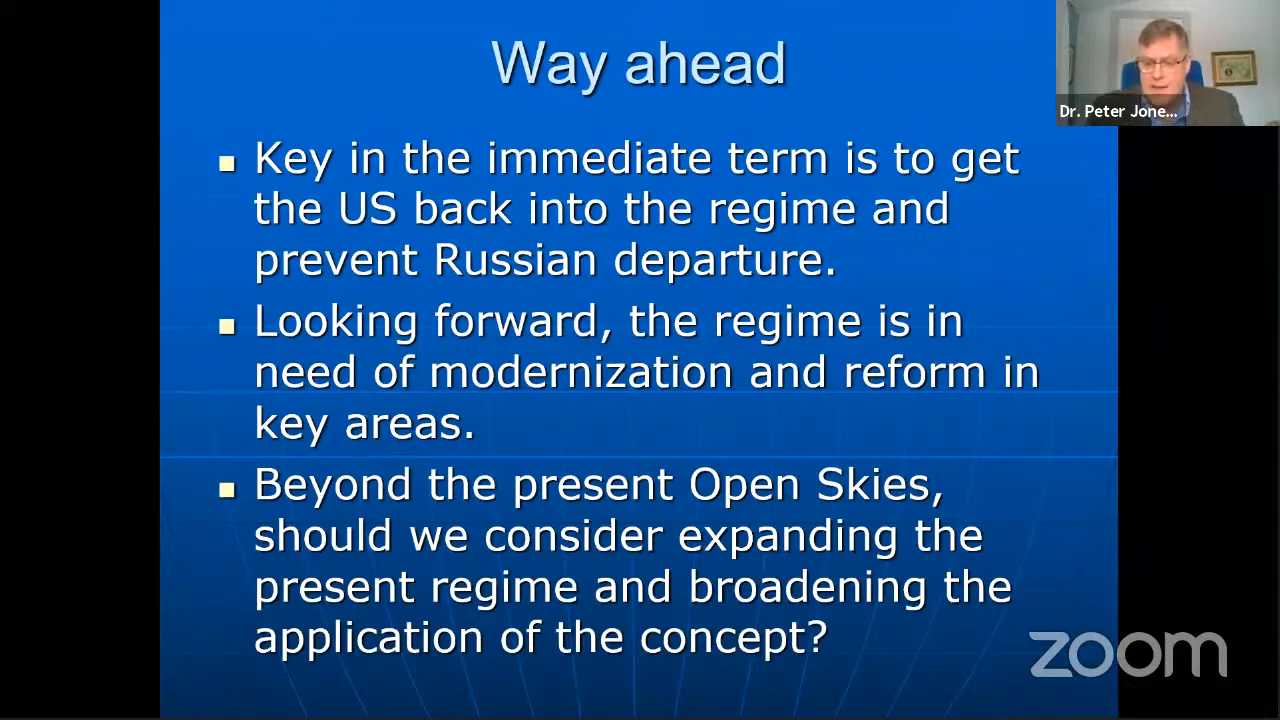 Way ahead
Dr. Peter Jone...
Key in the immediate term is to get
the US back into the regime and
prevent Russian departure.
Looking forward, the regime is in
need of modernization and reform in
key areas.
Beyond the present Open Skies,
should we consider expanding the
present regime and broadening the
application of the concept?
zoom